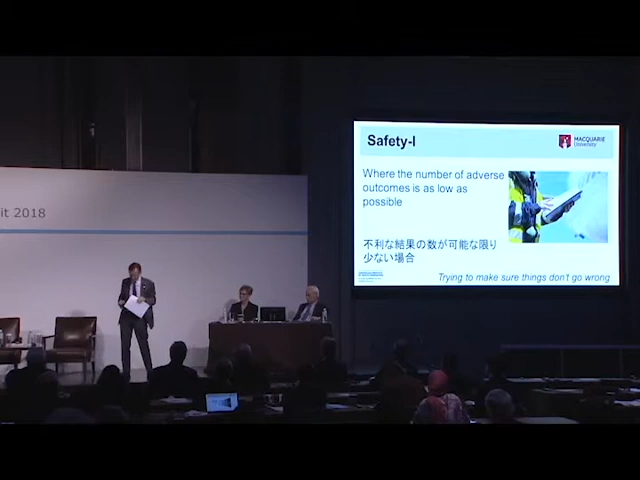 it 2018
Safety-I
MACQUARIE
University
Where the number of adverse
outcomes is as low as
possible
不利な結果の数が可能な限り
少ない場合
Trying to make sure things don't go wrong